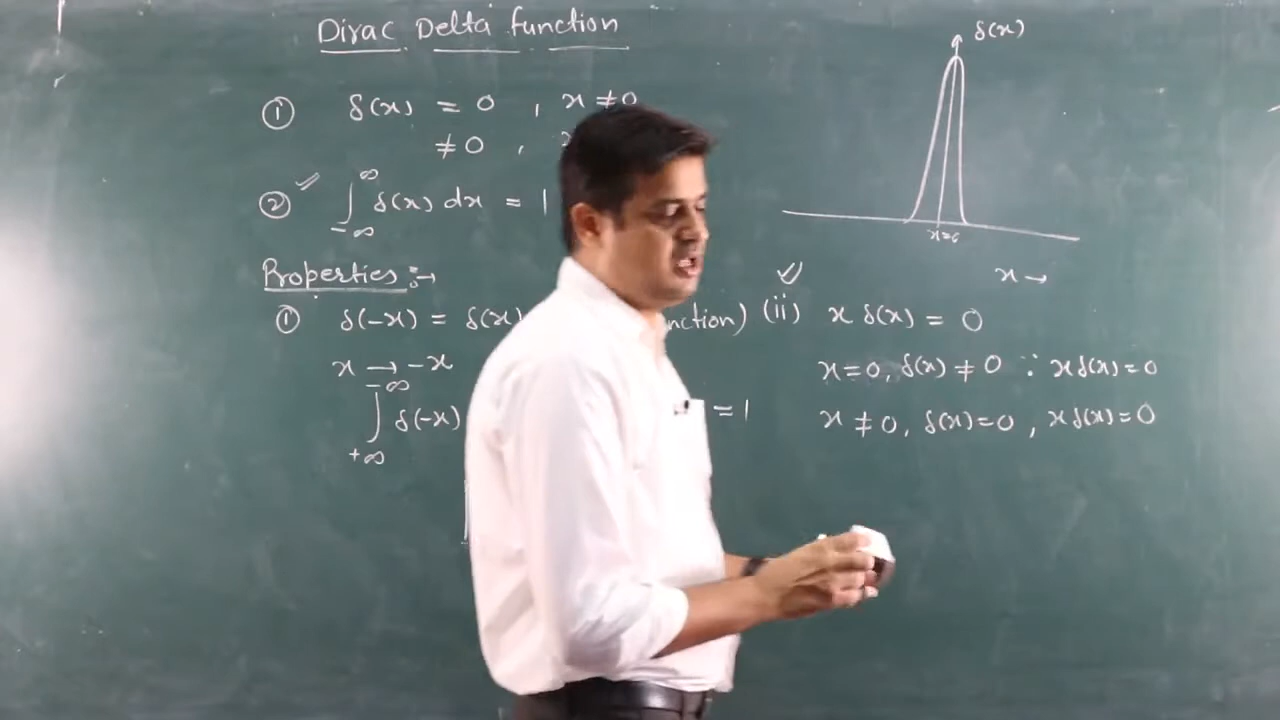 Dirac Delta function
① δ(x) = 0 , x ≠ 0
≠ 0 ,
② ∫_{-∞}^{∞} δ(x) dx = 1
Properties :→
① δ(-x) = δ(x)
x → -x
∫_{+∞}^{-∞} δ(-x) = 1
δ(x)
x=0
x →
(ii) x δ(x) = 0
x=0, δ(x) ≠ 0 ∵ xδ(x)=0
x ≠ 0, δ(x)=0 , xδ(x)=0